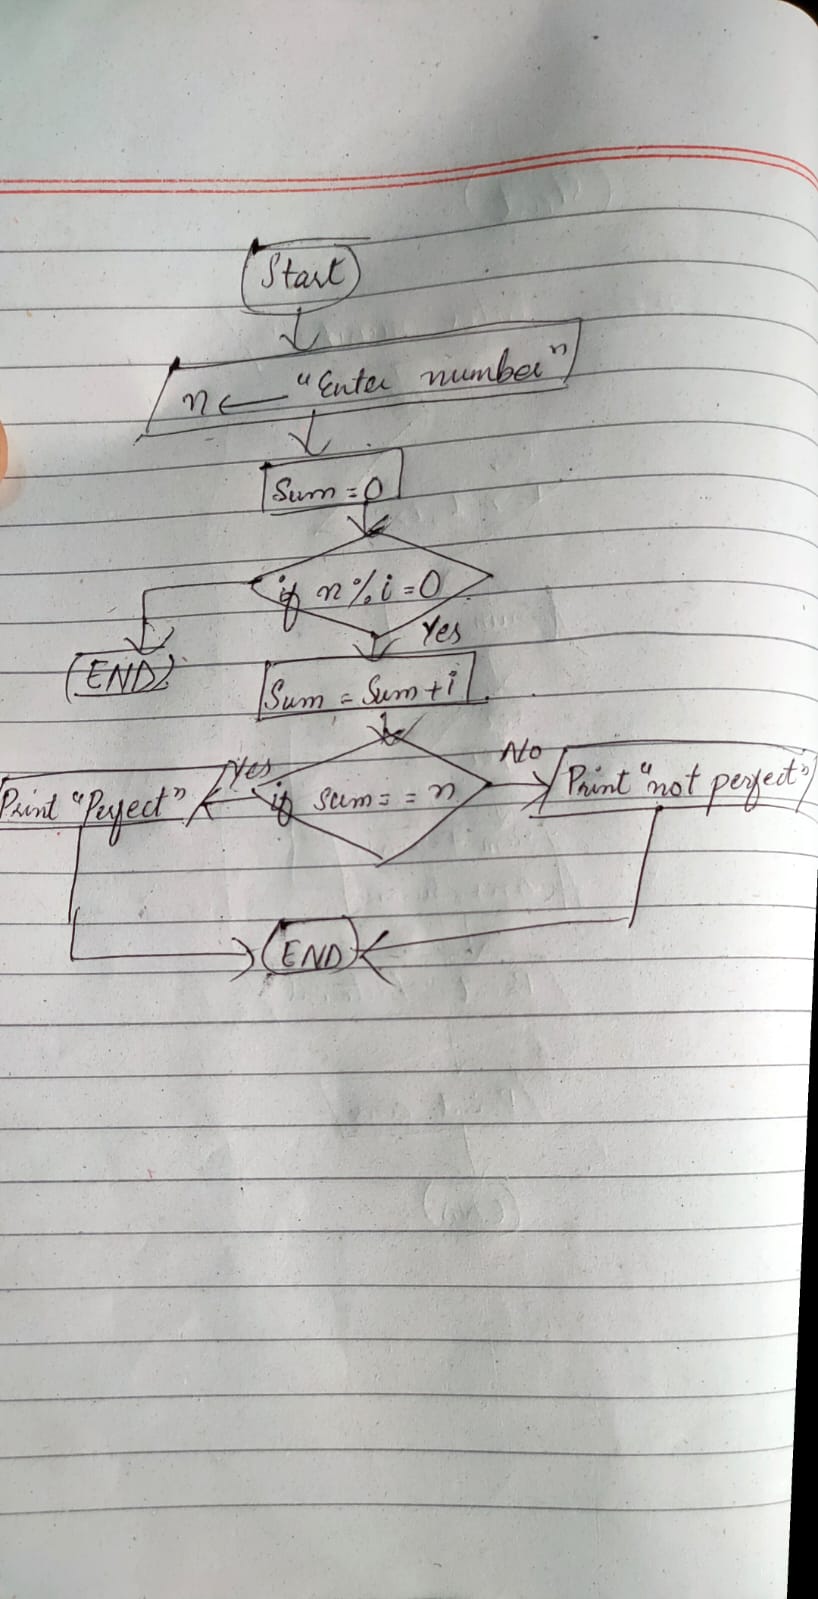 Start
n ← "Enter number"
Sum = 0
if n % i = 0
Yes
END
Sum = Sum + i
Yes
No
Print "Perfect"
if sum = = n
Print "not perfect"
END